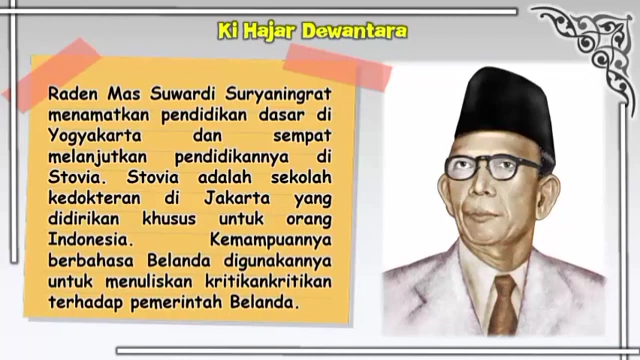 Ki Hajar Dewantara
Raden Mas Suwardi Suryaningrat
menamatkan pendidikan dasar di
Yogyakarta dan sempat
melanjutkan pendidikannya di
Stovia. Stovia adalah sekolah
kedokteran di Jakarta yang
didirikan khusus untuk orang
Indonesia. Kemampuannya
berbahasa Belanda digunakannya
untuk menuliskan kritikankritikan
terhadap pemerintah Belanda.